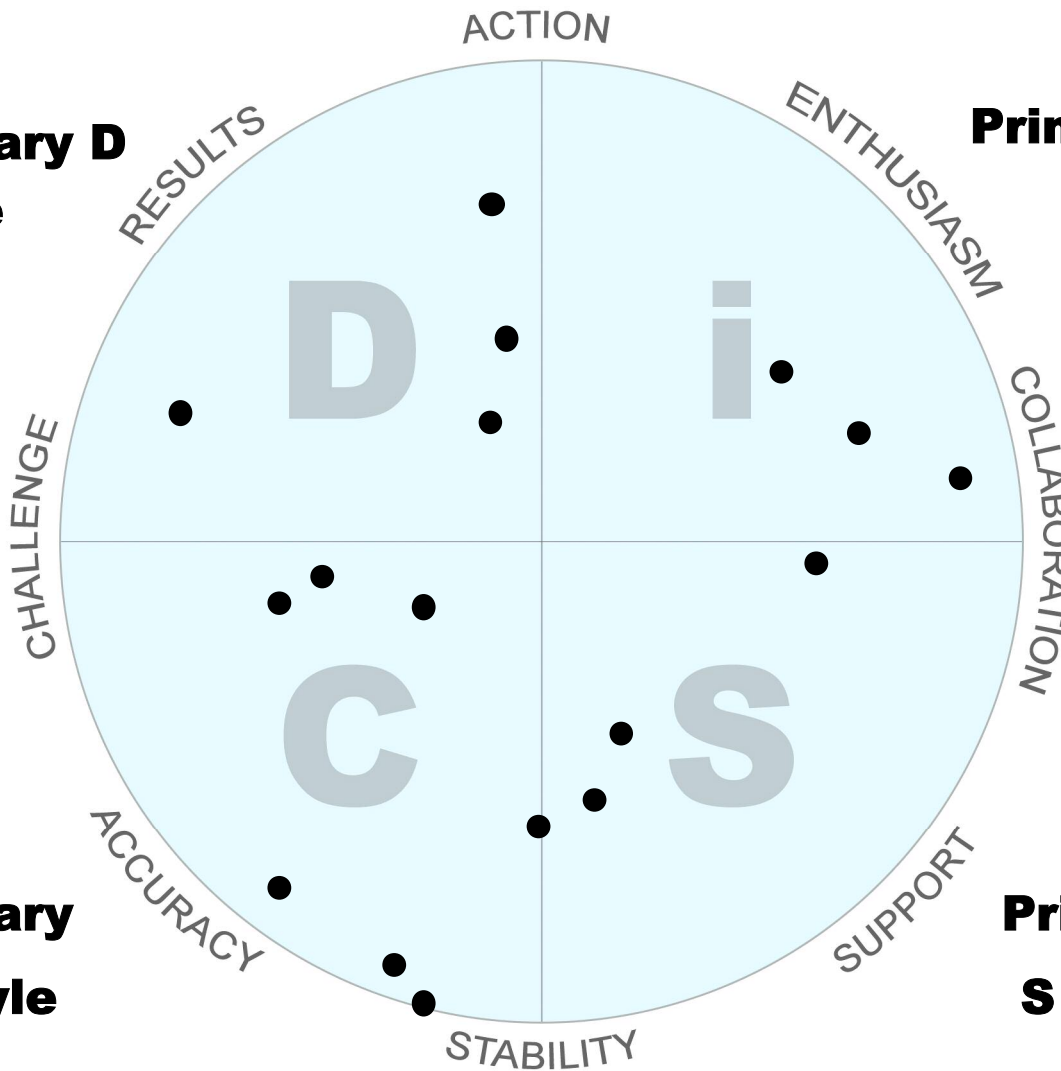 ACTION
RESULTS
ENTHUSIASM
ary D
Prin
e
D
i
CHALLENGE
COLLABORATION
C
S
ACCURACY
SUPPORT
ary
Pri
yle
S
STABILITY